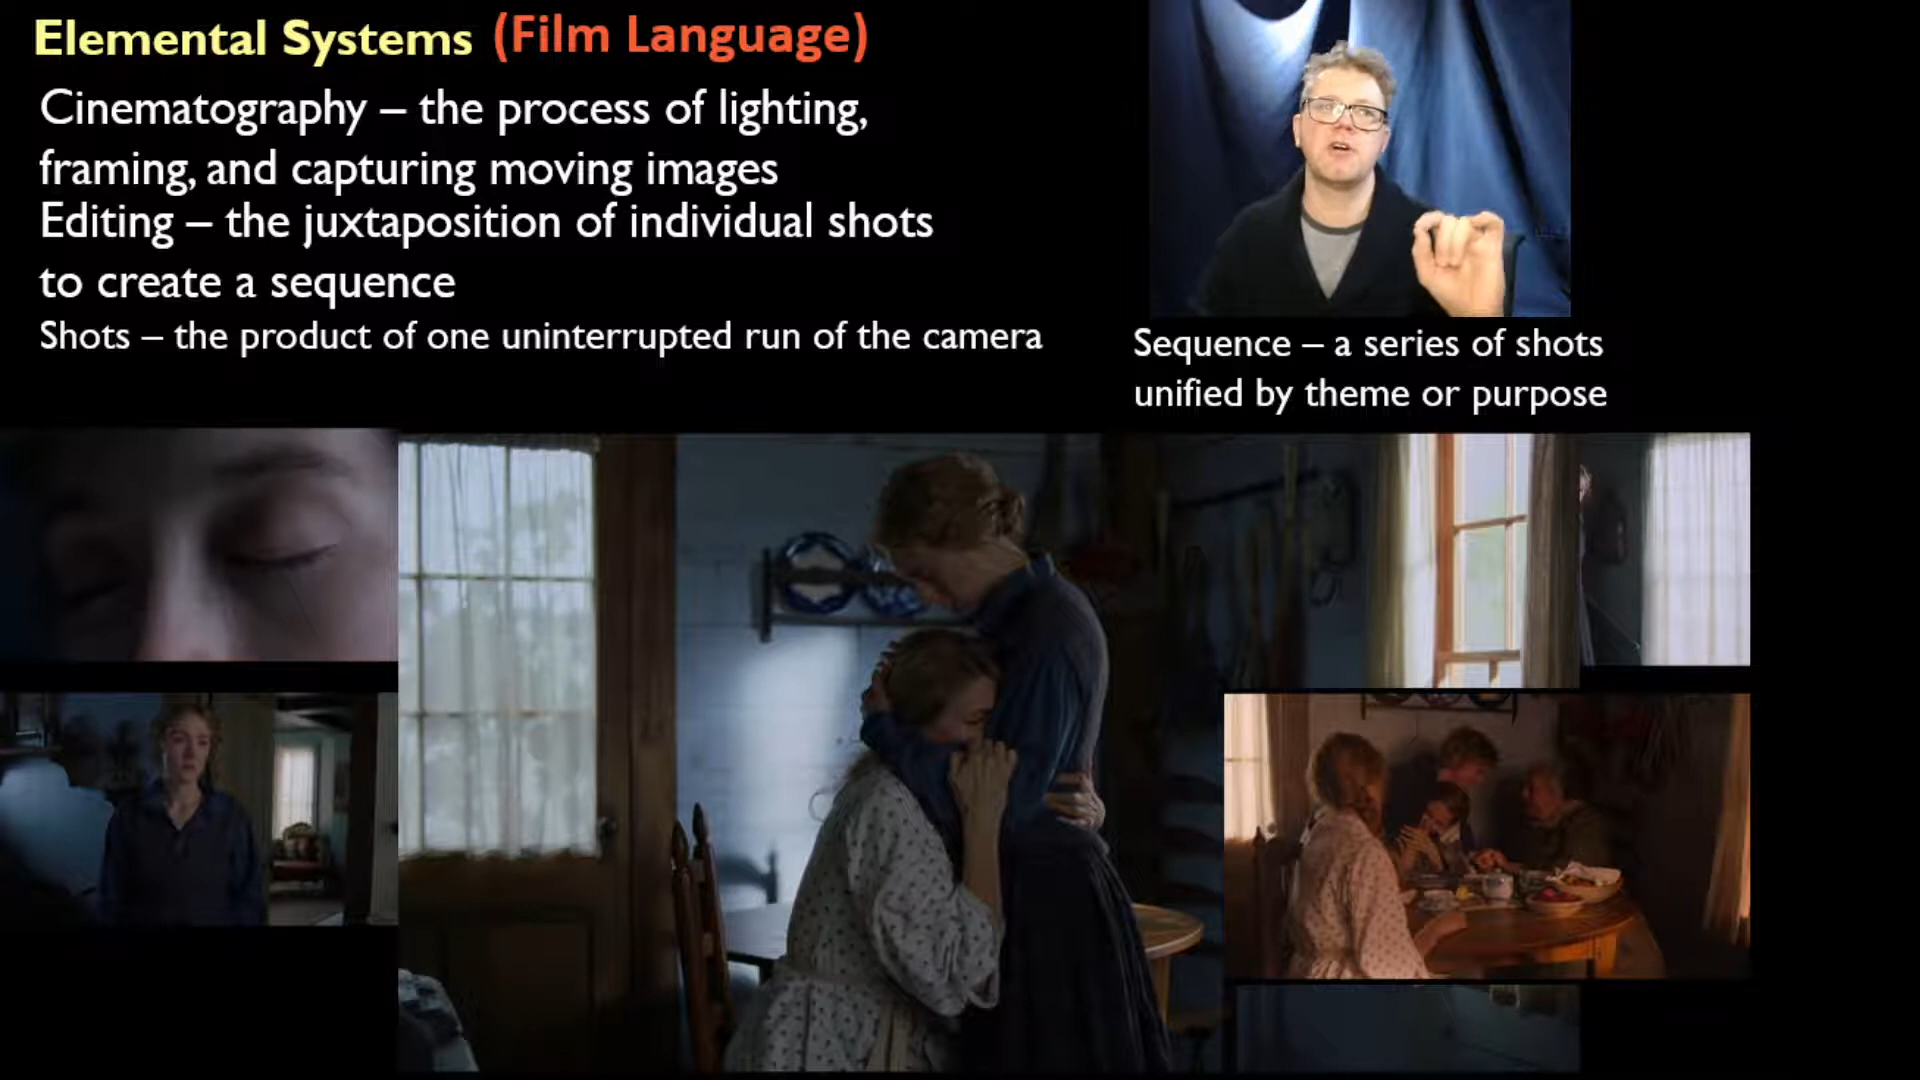 Elemental Systems (Film Language)
Cinematography – the process of lighting,
framing, and capturing moving images
Editing – the juxtaposition of individual shots
to create a sequence
Shots – the product of one uninterrupted run of the camera
Sequence – a series of shots
unified by theme or purpose